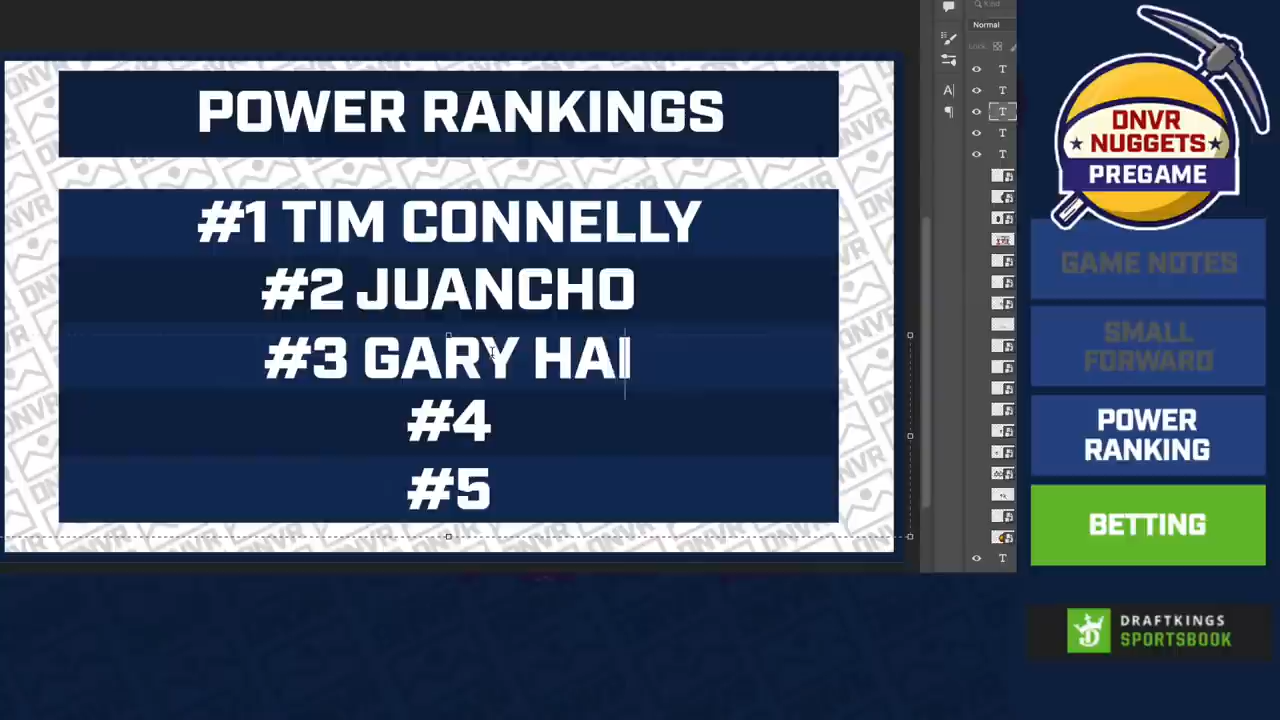 POWER RANKINGS
#1 TIM CONNELLY
#2 JUANCHO
#3 GARY HAI
#4
#5
Normal
DNVR
NUGGETS
PREGAME
GAME NOTES
SMALL
FORWARD
POWER
RANKING
BETTING
DRAFTKINGS
SPORTSBOOK